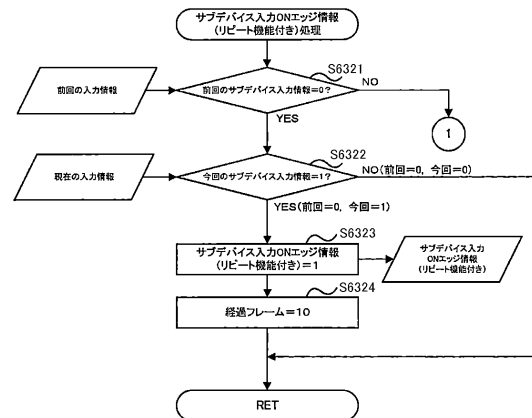 サブデバイス入力ONエッジ情報
(リピート機能付き)処理
S6321
前回の入力情報
前回のサブデバイス入力情報=0?
NO
YES
1
S6322
現在の入力情報
今回のサブデバイス入力情報=1?
NO(前回=0, 今回=0)
YES(前回=0, 今回=1)
S6323
サブデバイス入力ONエッジ情報
(リピート機能付き)=1
サブデバイス入力
ONエッジ情報
(リピート機能付き)
S6324
経過フレーム=10
RET